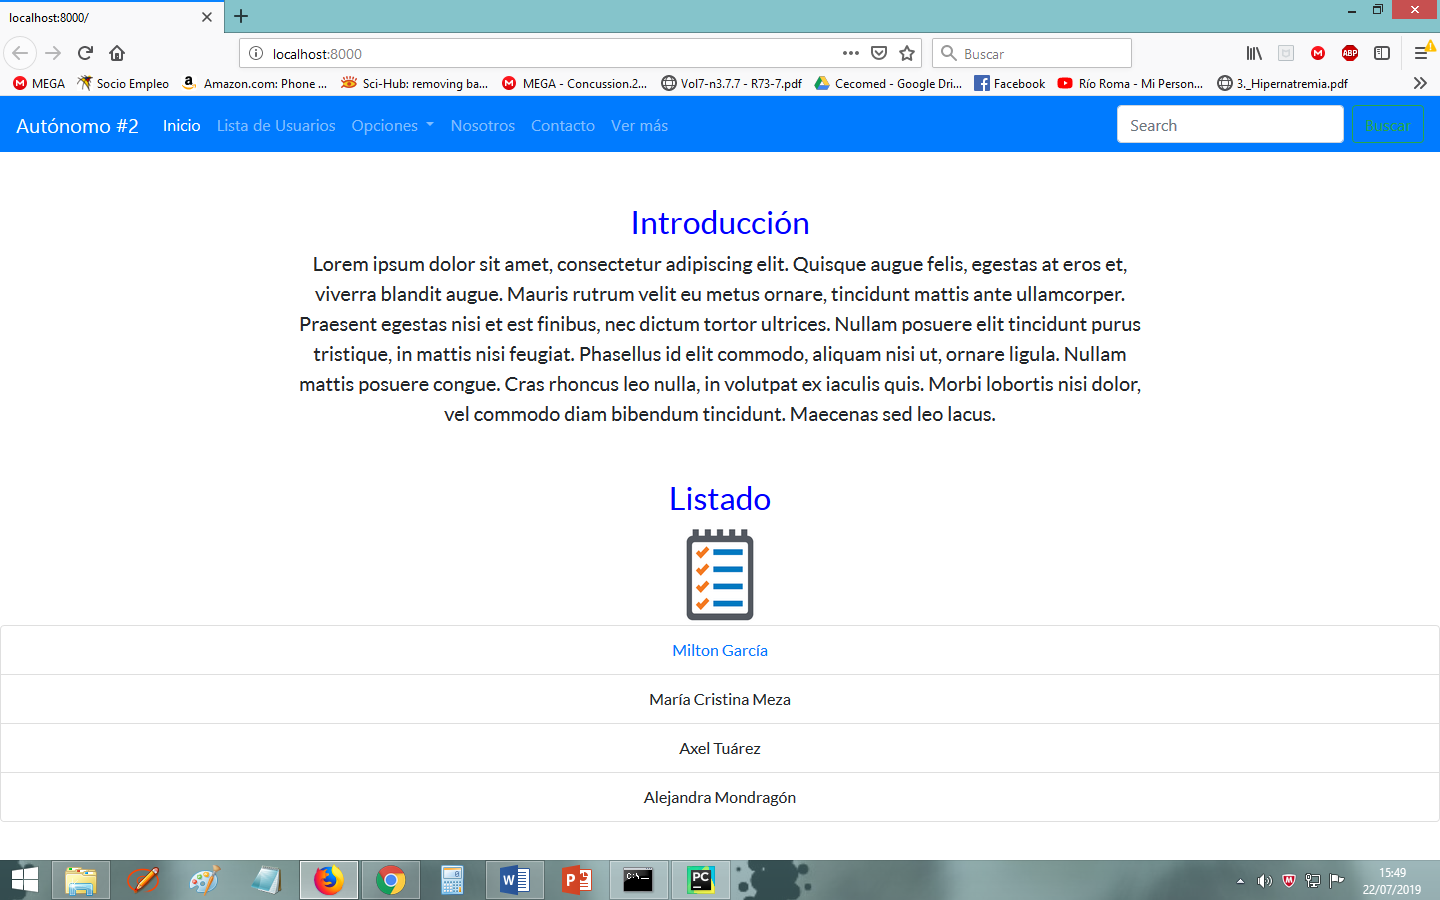 localhost:8000/
localhost:8000
Buscar
MEGA Socio Empleo Amazon.com: Phone ... Sci-Hub: removing ba... MEGA - Concussion.2... Vol7-n3.7.7 - R73-7.pdf Cecomed - Google Dri... Facebook Río Roma - Mi Person... 3._Hipernatremia.pdf
Autónomo #2 Inicio Lista de Usuarios Opciones Nosotros Contacto Ver más Search Buscar
Introducción
Lorem ipsum dolor sit amet, consectetur adipiscing elit. Quisque augue felis, egestas at eros et,
viverra blandit augue. Mauris rutrum velit eu metus ornare, tincidunt mattis ante ullamcorper.
Praesent egestas nisi et est finibus, nec dictum tortor ultrices. Nullam posuere elit tincidunt purus
tristique, in mattis nisi feugiat. Phasellus id elit commodo, aliquam nisi ut, ornare ligula. Nullam
mattis posuere congue. Cras rhoncus leo nulla, in volutpat ex iaculis quis. Morbi lobortis nisi dolor,
vel commodo diam bibendum tincidunt. Maecenas sed leo lacus.
Listado
Milton García
María Cristina Meza
Axel Tuárez
Alejandra Mondragón
15:49
22/07/2019